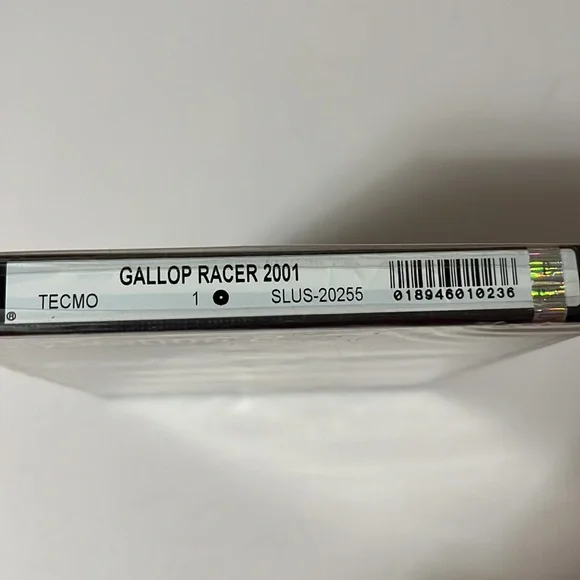 GALLOP RACER 2001
TECMO 1 SLUS-20255
018946010236
®